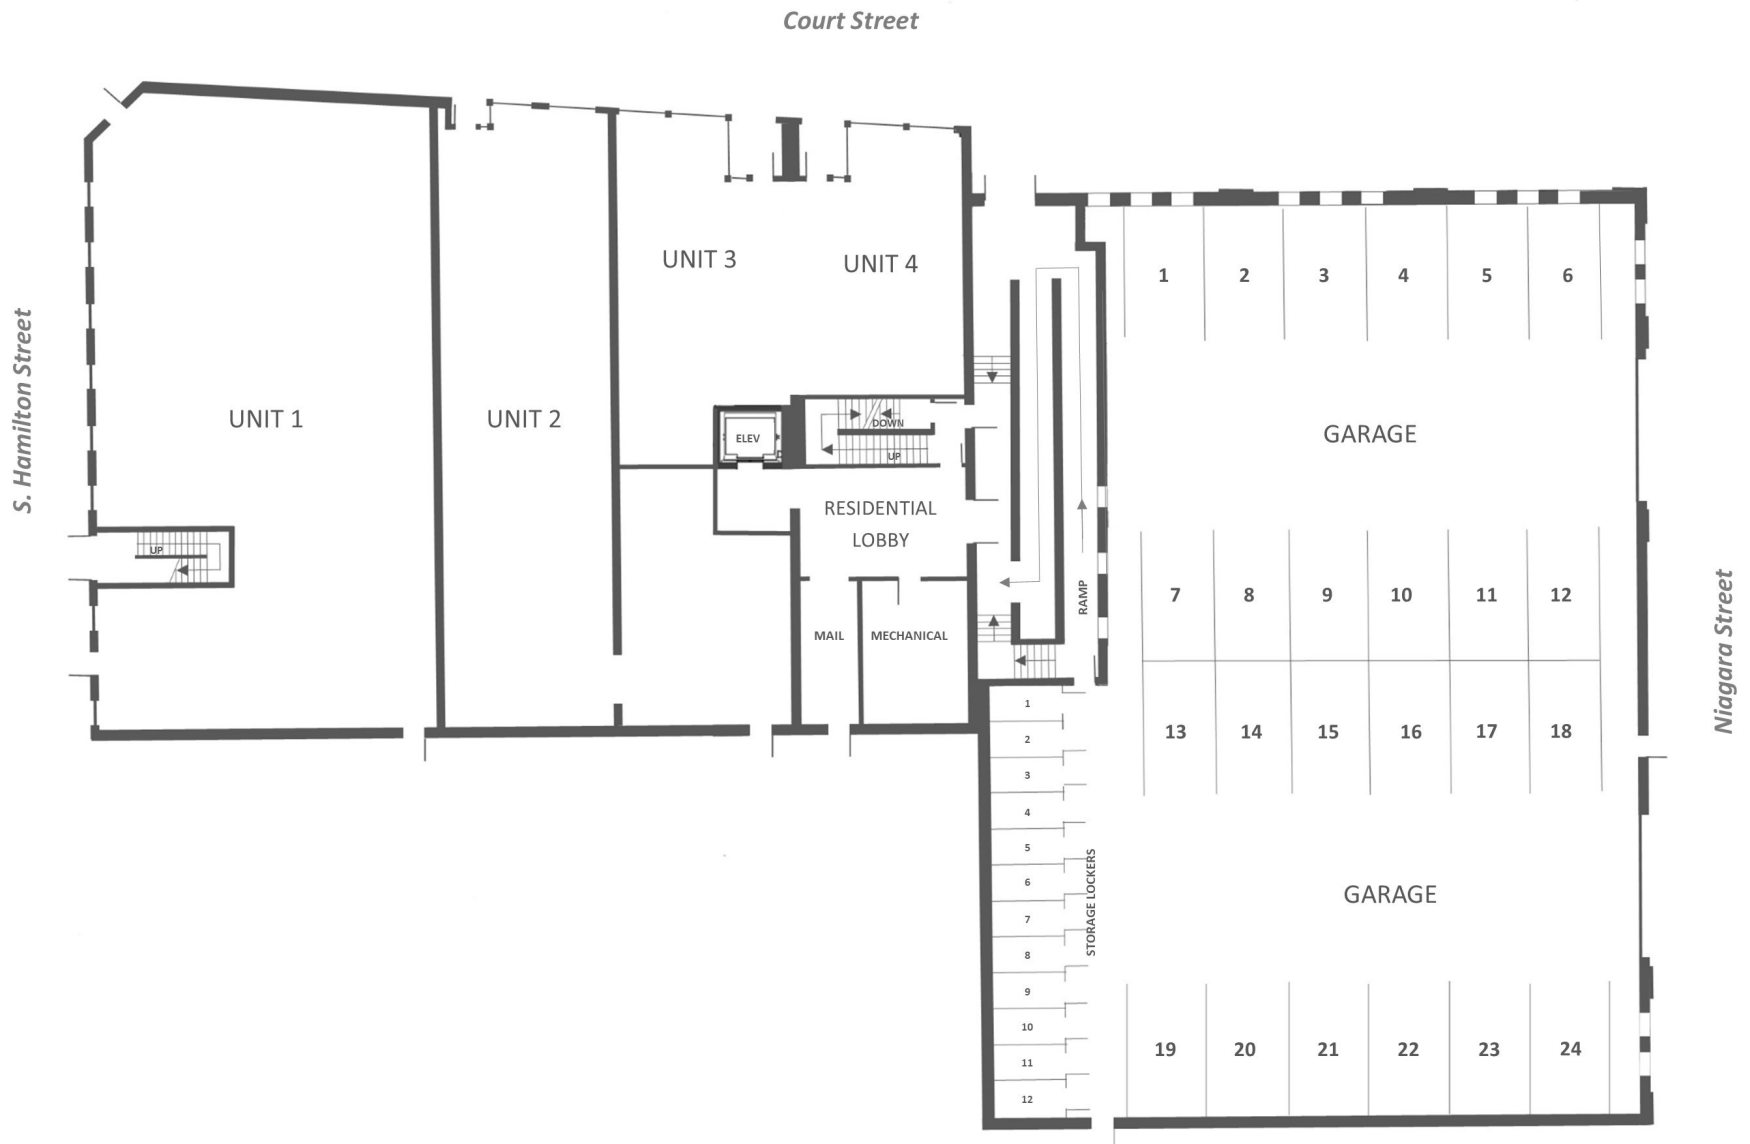 Court Street
S. Hamilton Street
Niagara Street
UNIT 1
UNIT 2
UNIT 3
UNIT 4
UP
ELEV
DOWN
UP
RESIDENTIAL
LOBBY
MAIL
MECHANICAL
RAMP
GARAGE
1
2
3
4
5
6
7
8
9
10
11
12
13
14
15
16
17
18
GARAGE
19
20
21
22
23
24
STORAGE LOCKERS
1
2
3
4
5
6
7
8
9
10
11
12